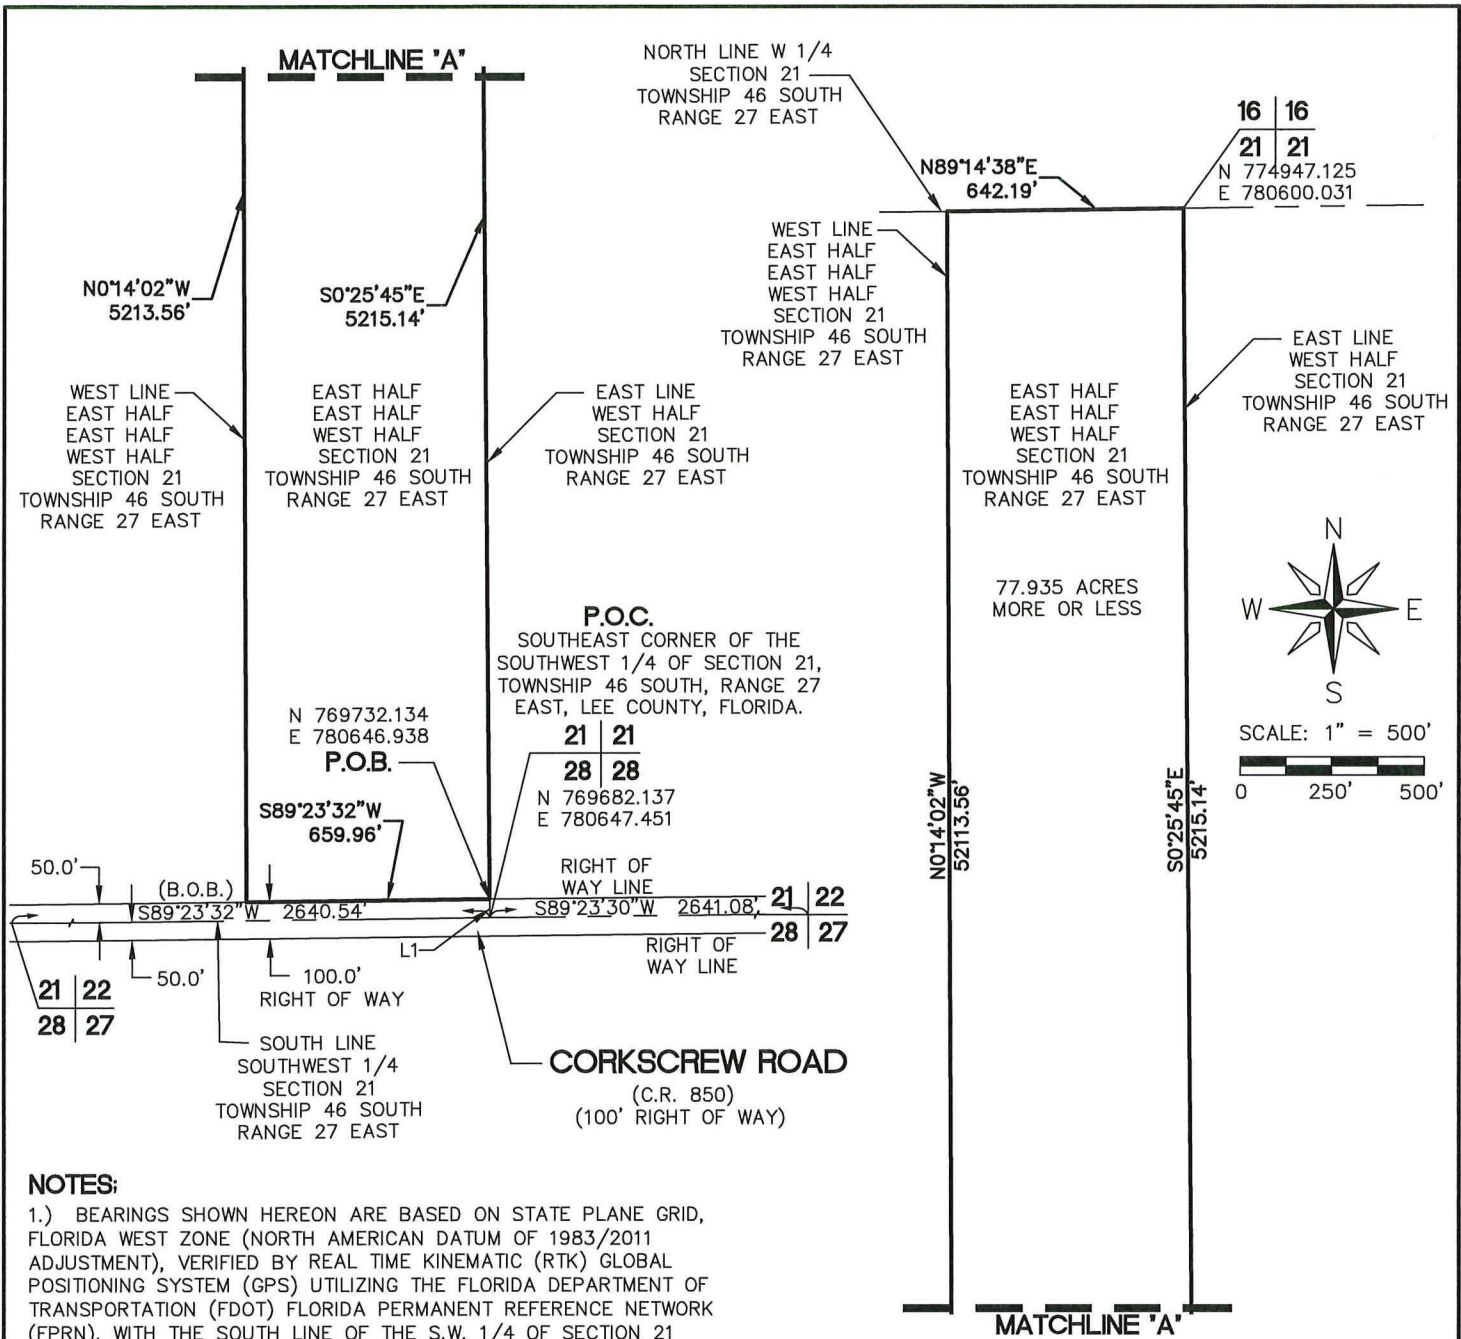 MATCHLINE "A"
N0°14'02"W
5213.56'
S0°25'45"E
5215.14'
WEST LINE
EAST HALF
EAST HALF
WEST HALF
SECTION 21
TOWNSHIP 46 SOUTH
RANGE 27 EAST
EAST HALF
EAST HALF
WEST HALF
SECTION 21
TOWNSHIP 46 SOUTH
RANGE 27 EAST
EAST LINE
WEST HALF
SECTION 21
TOWNSHIP 46 SOUTH
RANGE 27 EAST
P.O.C.
SOUTHEAST CORNER OF THE
SOUTHWEST 1/4 OF SECTION 21,
TOWNSHIP 46 SOUTH, RANGE 27
EAST, LEE COUNTY, FLORIDA.
21 21
28 28
N 769682.137
E 780647.451
N 769732.134
E 780646.938
P.O.B.
S89°23'32"W
659.96'
50.0'
(B.O.B.)
S89°23'32"W 2640.54'
RIGHT OF
WAY LINE
S89°23'30"W 2641.08'
21 22
28 27
L1
RIGHT OF
WAY LINE
50.0'
100.0'
RIGHT OF WAY
21 22
28 27
SOUTH LINE
SOUTHWEST 1/4
SECTION 21
TOWNSHIP 46 SOUTH
RANGE 27 EAST
CORKSCREW ROAD
(C.R. 850)
(100' RIGHT OF WAY)
NORTH LINE W 1/4
SECTION 21
TOWNSHIP 46 SOUTH
RANGE 27 EAST
16 16
21 21
N 774947.125
E 780600.031
N89°14'38"E
642.19'
WEST LINE
EAST HALF
EAST HALF
WEST HALF
SECTION 21
TOWNSHIP 46 SOUTH
RANGE 27 EAST
EAST LINE
WEST HALF
SECTION 21
TOWNSHIP 46 SOUTH
RANGE 27 EAST
EAST HALF
EAST HALF
WEST HALF
SECTION 21
TOWNSHIP 46 SOUTH
RANGE 27 EAST
77.935 ACRES
MORE OR LESS
N
W E
S
SCALE: 1" = 500'
0 250' 500'
N0°14'02"W
52113.56'
S0°25'45"E
5215.14'
MATCHLINE "A"
NOTES;
1.) BEARINGS SHOWN HEREON ARE BASED ON STATE PLANE GRID,
FLORIDA WEST ZONE (NORTH AMERICAN DATUM OF 1983/2011
ADJUSTMENT), VERIFIED BY REAL TIME KINEMATIC (RTK) GLOBAL
POSITIONING SYSTEM (GPS) UTILIZING THE FLORIDA DEPARTMENT OF
TRANSPORTATION (FDOT) FLORIDA PERMANENT REFERENCE NETWORK
(FPRN), WITH THE SOUTH LINE OF THE S.W. 1/4 OF SECTION 21